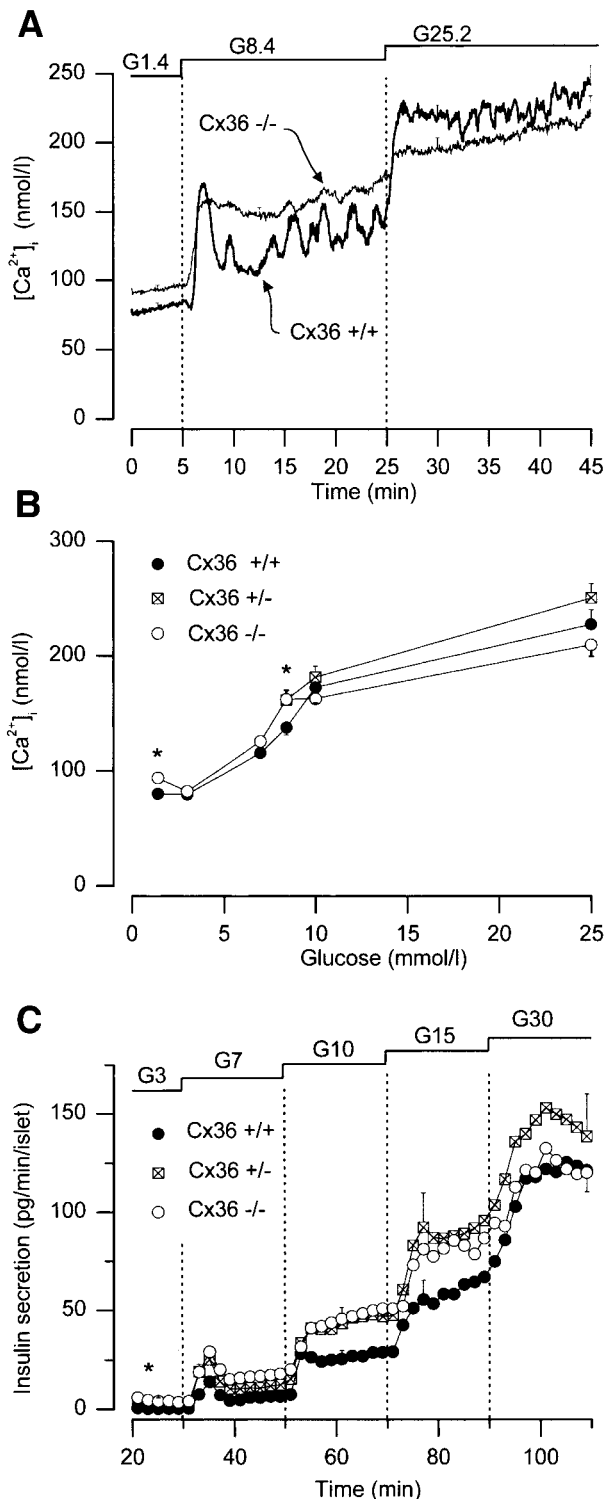 A
G1.4
G8.4
G25.2
250
200
150
100
50
0
[Ca2+]i (nmol/l)
Cx36 -/-
Cx36 +/+
0 5 10 15 20 25 30 35 40 45
Time (min)
B
300
200
100
0
[Ca2+]i (nmol/l)
Cx36 +/+
Cx36 +/-
Cx36 -/-
*
*
0 5 10 15 20 25
Glucose (mmol/l)
C
G3
G7
G10
G15
G30
150
100
50
0
Insulin secretion (pg/min/islet)
Cx36 +/+
Cx36 +/-
Cx36 -/-
*
20 40 60 80 100
Time (min)